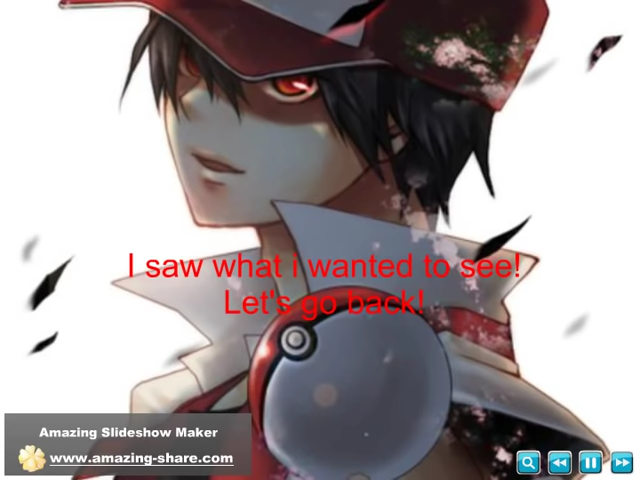 I saw what i wanted to see!
Let's go back!
Amazing Slideshow Maker
www.amazing-share.com